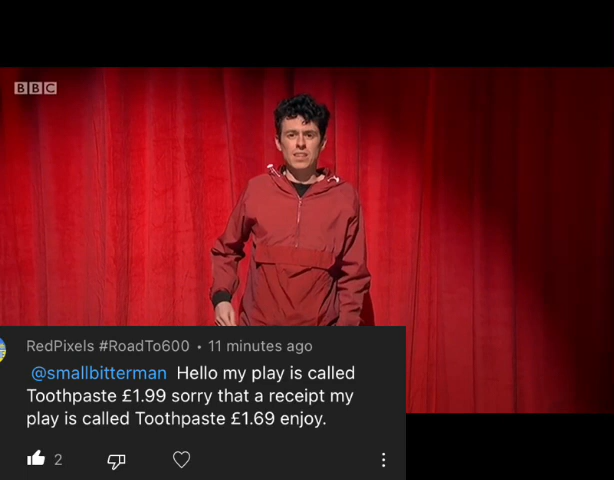 BBC
RedPixels #RoadTo600 • 11 minutes ago
@smallbitterman Hello my play is called
Toothpaste £1.99 sorry that a receipt my
play is called Toothpaste £1.69 enjoy.
2